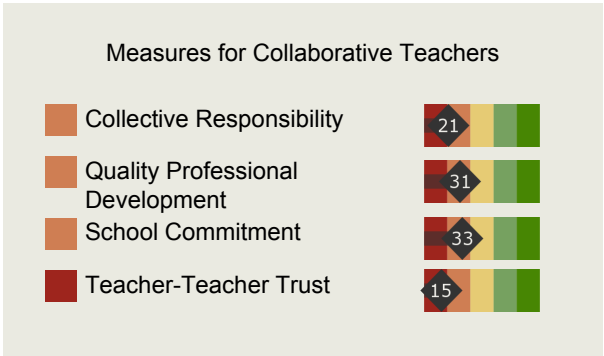 Measures for Collaborative Teachers
Collective Responsibility
21
Quality Professional
Development
31
School Commitment
33
Teacher-Teacher Trust
15